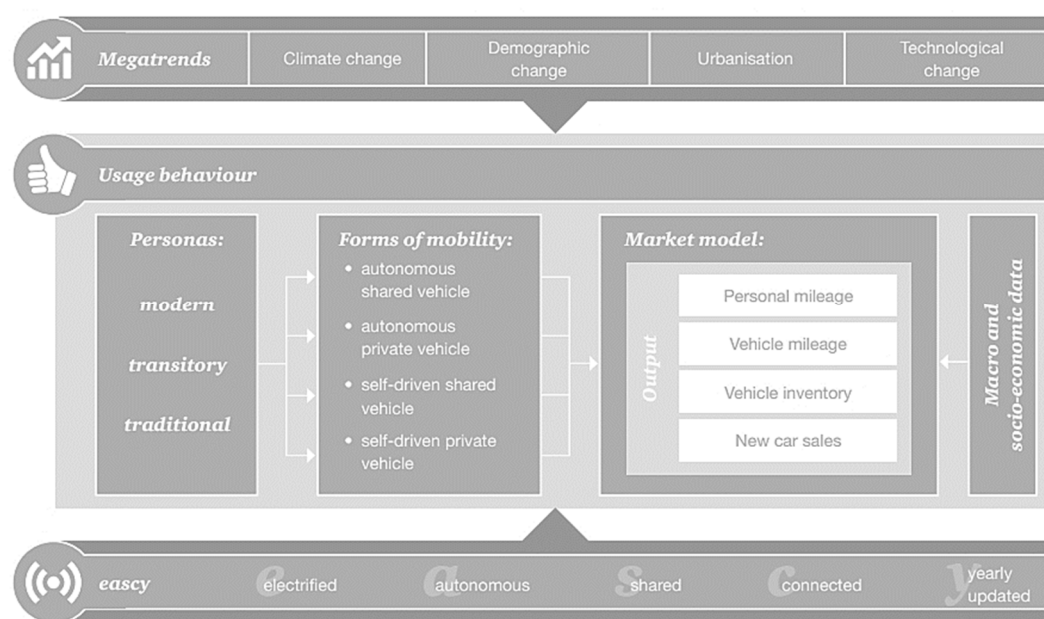 Megatrends
Climate change
Demographic
change
Urbanisation
Technological
change
Usage behaviour
Personas:
modern
transitory
traditional
Forms of mobility:
• autonomous
shared vehicle
• autonomous
private vehicle
• self-driven shared
vehicle
• self-driven private
vehicle
Market model:
Output
Personal mileage
Vehicle mileage
Vehicle inventory
New car sales
Macro and
socio-economic data
eascy
e electrified
a autonomous
s shared
c connected
y yearly
updated